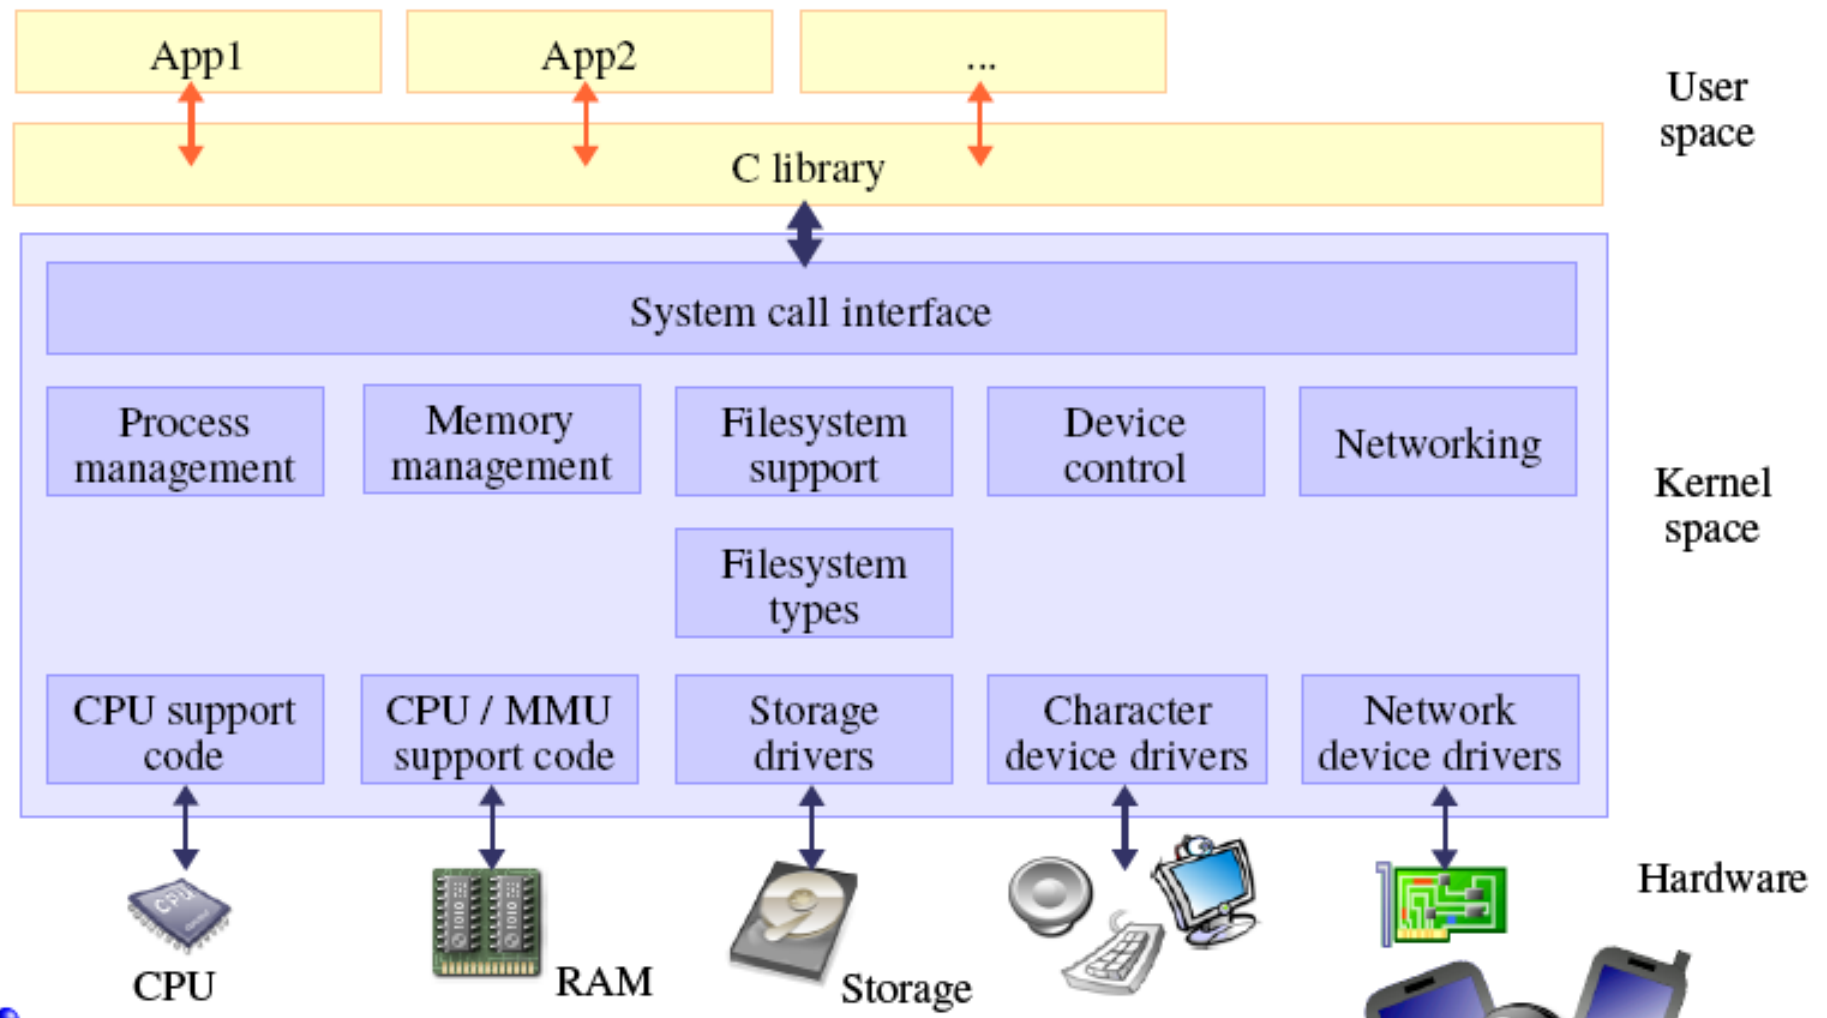 App1
App2
...
User
space
C library
System call interface
Process
management
Memory
management
Filesystem
support
Device
control
Networking
Kernel
space
Filesystem
types
CPU support
code
CPU / MMU
support code
Storage
drivers
Character
device drivers
Network
device drivers
Hardware
CPU
CPU
RAM
Storage